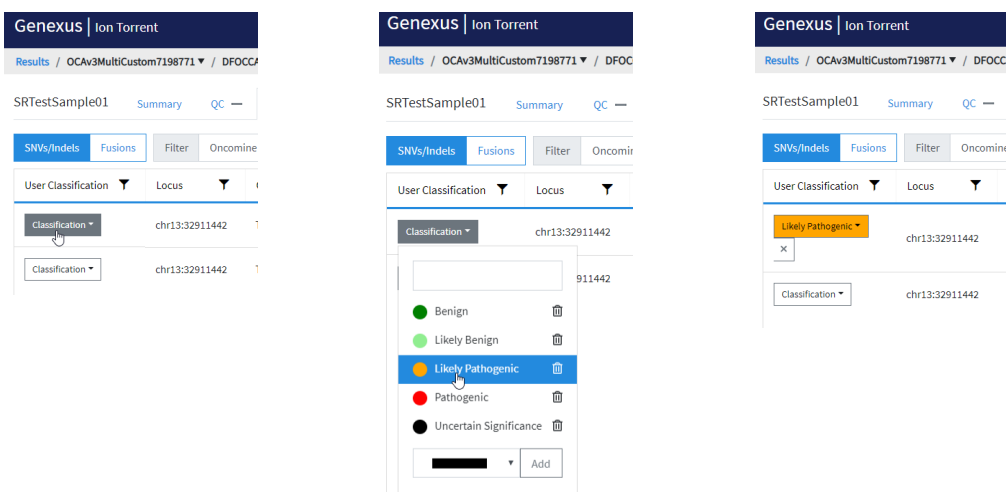 Genexus | Ion Torrent
Results / OCAv3MultiCustom7198771 ▼ / DFOCCA
SRTestSample01 Summary QC —
SNVs/Indels Fusions Filter Oncomine
User Classification Locus
Classification chr13:32911442
Classification chr13:32911442
Genexus | Ion Torrent
Results / OCAv3MultiCustom7198771 ▼ / DFOC
SRTestSample01 Summary QC —
SNVs/Indels Fusions Filter Oncomin
User Classification Locus
Classification chr13:32911442
911442
Benign
Likely Benign
Likely Pathogenic
Pathogenic
Uncertain Significance
Add
Genexus | Ion Torrent
Results / OCAv3MultiCustom7198771 ▼ / DFOCC
SRTestSample01 Summary QC —
SNVs/Indels Fusions Filter Oncomine
User Classification Locus
Likely Pathogenic chr13:32911442
×
Classification chr13:32911442